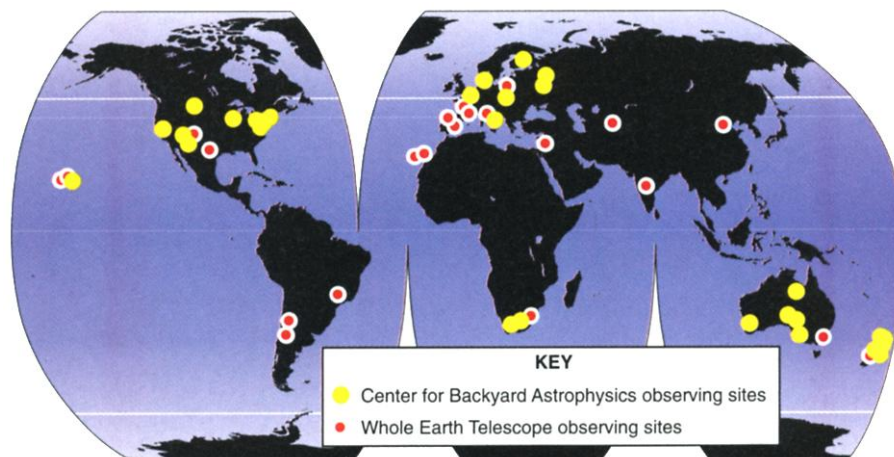 KEY
Center for Backyard Astrophysics observing sites
Whole Earth Telescope observing sites